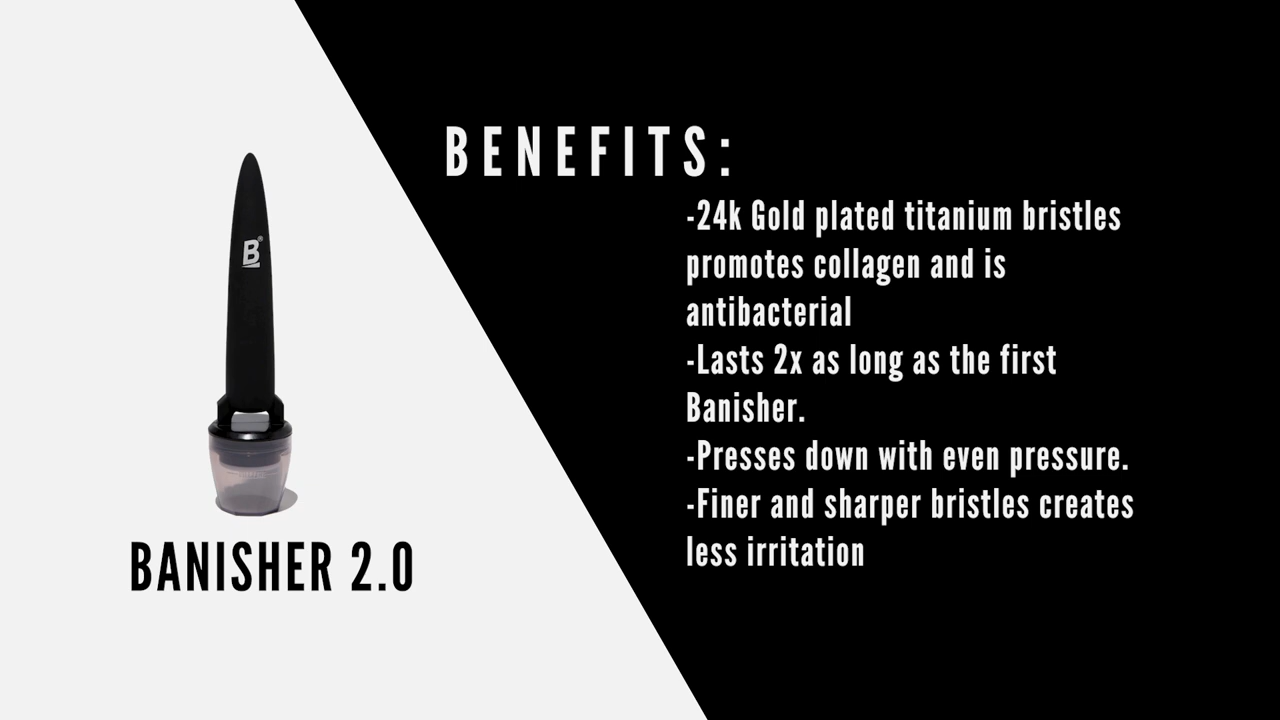 BENEFITS:
-24k Gold plated titanium bristles
promotes collagen and is
antibacterial
-Lasts 2x as long as the first
Banisher.
-Presses down with even pressure.
-Finer and sharper bristles creates
less irritation
B®
BANISHER 2.0